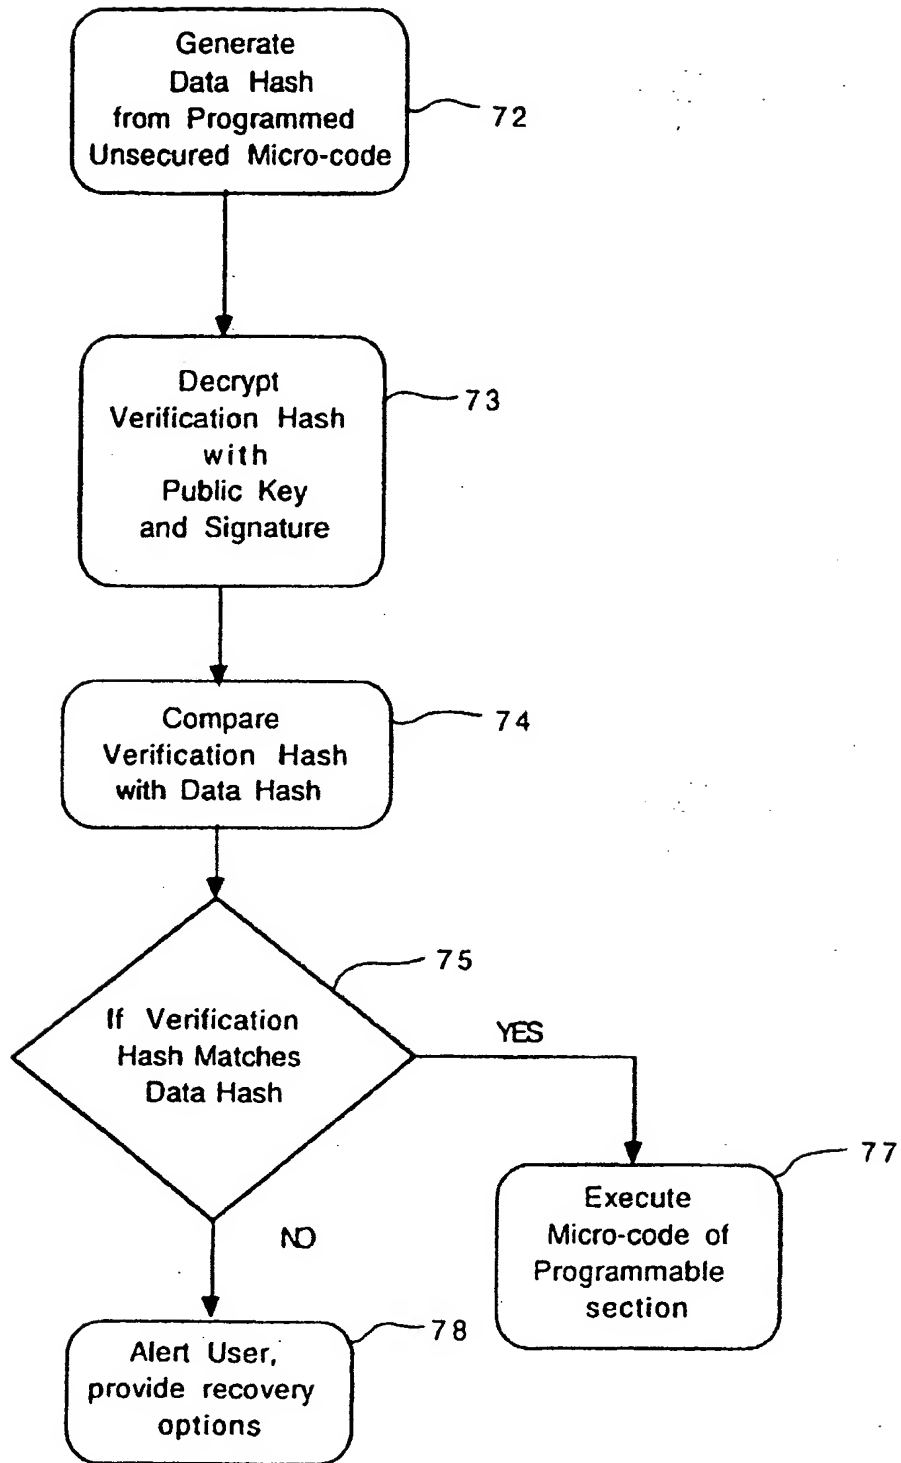 Generate
Data Hash
from Programmed
Unsecured Micro-code
72
Decrypt
Verification Hash
with
Public Key
and Signature
73
Compare
Verification Hash
with Data Hash
74
If Verification
Hash Matches
Data Hash
75
YES
NO
Execute
Micro-code of
Programmable
section
77
Alert User,
provide recovery
options
78